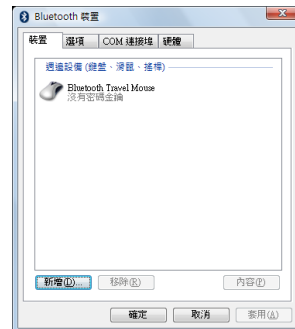 Bluetooth 裝置
裝置 選項 COM 連接埠 硬體
週邊設備 (鍵盤、滑鼠、搖桿)
Bluetooth Travel Mouse
沒有密碼金鑰
新增(D)... 移除(R) 內容(P)
確定 取消 套用(A)